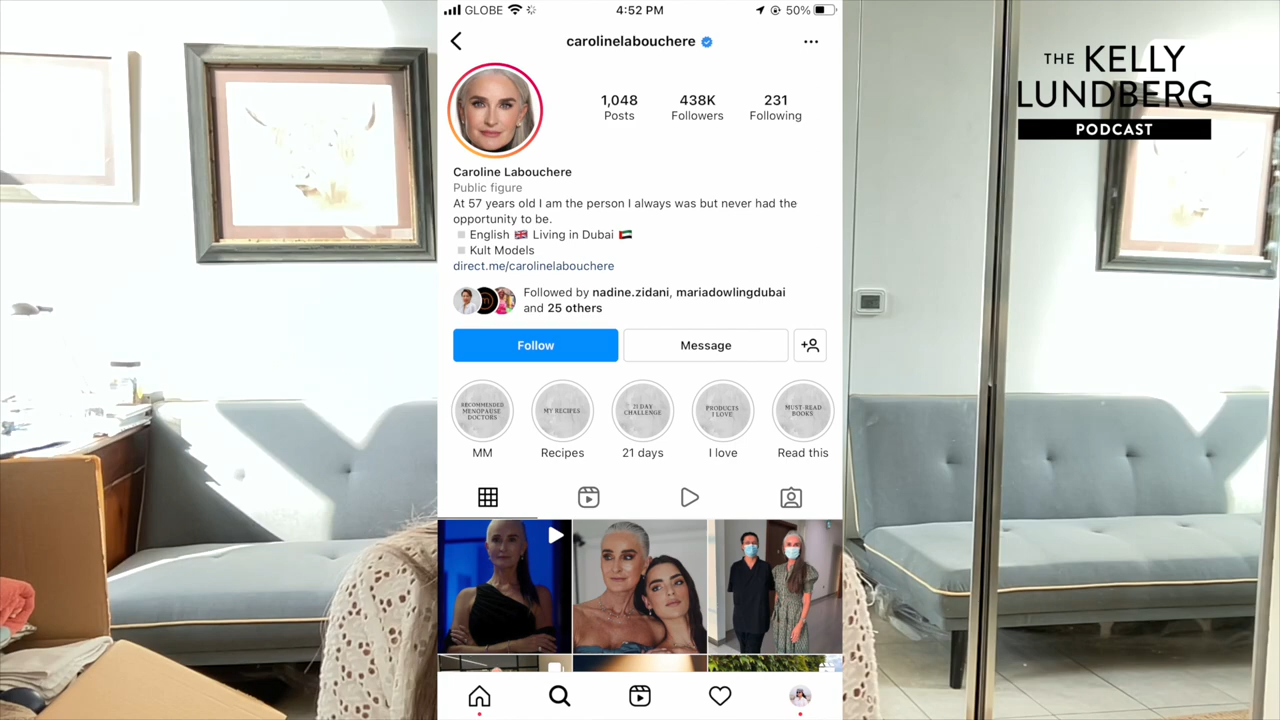 GLOBE
4:52 PM
50%
carolinelabouchere
1,048
Posts
438K
Followers
231
Following
Caroline Labouchere
Public figure
At 57 years old I am the person I always was but never had the
opportunity to be.
English 🇬🇧 Living in Dubai 🇦🇪
Kult Models
direct.me/carolinelabouchere
Followed by nadine.zidani, mariadowlingdubai
and 25 others
Follow
Message
RECOMMENDED
MENOPAUSE
DOCTORS
MY RECIPES
21 DAY
CHALLENGE
PRODUCTS
I LOVE
MUST-READ
BOOKS
MM
Recipes
21 days
I love
Read this
THE KELLY
LUNDBERG
PODCAST